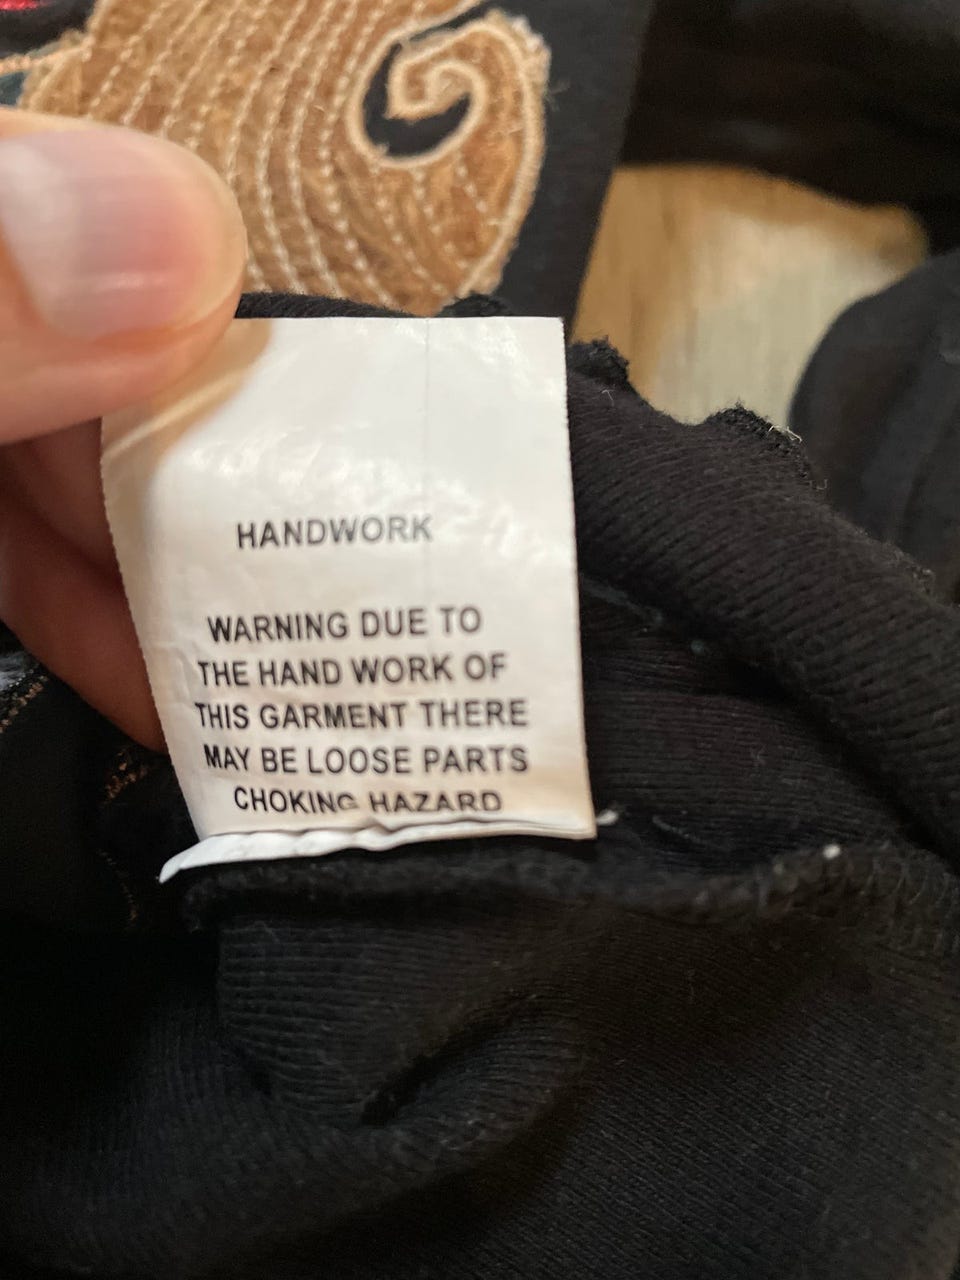 HANDWORK
WARNING DUE TO
THE HAND WORK OF
THIS GARMENT THERE
MAY BE LOOSE PARTS
CHOKING HAZARD